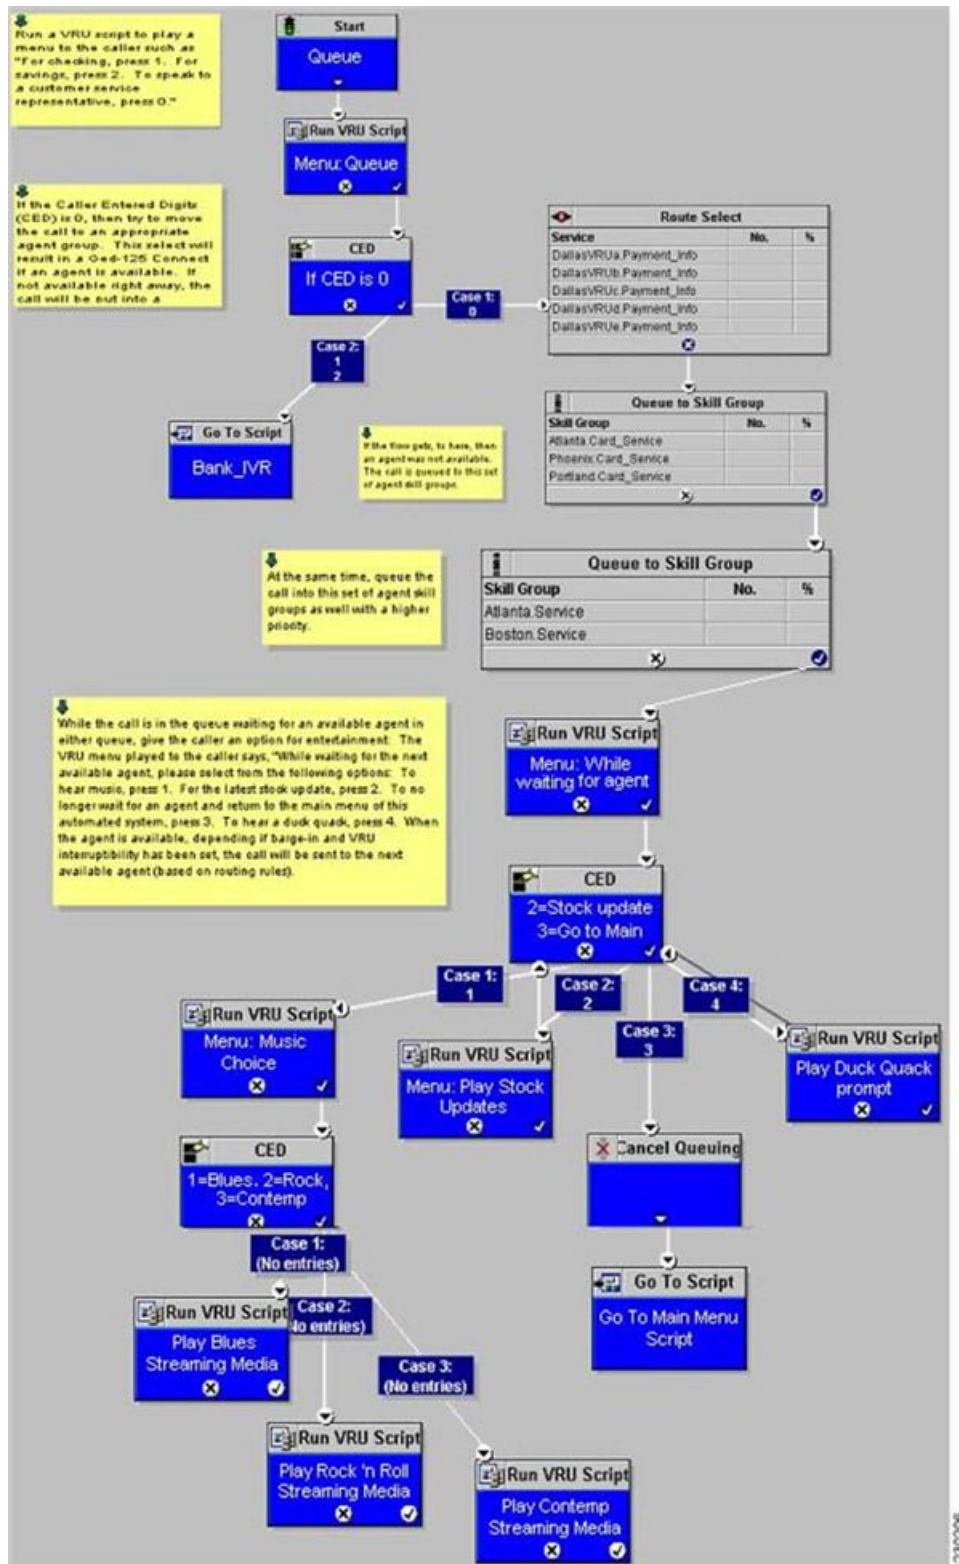 Run a VRU script to play a
menu to the caller such as
"For checking, press 1. For
savings, press 2. To speak to
a customer service
representative, press 0."
Start
Queue
Run VRU Script
Menu: Queue
If the Caller Entered Digits
(CED) is 0, then try to move
the call to an appropriate
agent group. This select will
result in a Ged-125 Connect
if an agent is available. If
not available right away, the
call will be put into a
CED
If CED is 0
Case 1:
0
Case 2:
1
2
Route Select
Service No. %
DallasVRUa.Payment_Info
DallasVRUb.Payment_Info
DallasVRUc.Payment_Info
DallasVRUd.Payment_Info
DallasVRUe.Payment_Info
Go To Script
Bank_IVR
If the flow gets, to here, then
an agent was not available.
The call is queued to this set
of agent skill groups.
Queue to Skill Group
Skill Group No. %
Atlanta.Card_Service
Phoenix.Card_Service
Portland.Card_Service
At the same time, queue the
call into this set of agent skill
groups as well with a higher
priority.
Queue to Skill Group
Skill Group No. %
Atlanta.Service
Boston.Service
While the call is in the queue waiting for an available agent in
either queue, give the caller an option for entertainment. The
VRU menu played to the caller says, "While waiting for the next
available agent, please select from the following options: To
hear music, press 1. For the latest stock update, press 2. To no
longer wait for an agent and return to the main menu of this
automated system, press 3. To hear a duck quack, press 4. When
the agent is available, depending if barge-in and VRU
interruptibility has been set, the call will be sent to the next
available agent (based on routing rules).
Run VRU Script
Menu: While
waiting for agent
CED
2=Stock update
3=Go to Main
Case 1:
1
Case 2:
2
Case 3:
3
Case 4:
4
Run VRU Script
Menu: Music
Choice
Run VRU Script
Menu: Play Stock
Updates
Run VRU Script
Play Duck Quack
prompt
CED
1=Blues. 2=Rock,
3=Contemp
Cancel Queuing
Case 1:
(No entries)
Case 2:
No entries)
Case 3:
(No entries)
Go To Script
Go To Main Menu
Script
Run VRU Script
Play Blues
Streaming Media
Run VRU Script
Play Rock 'n Roll
Streaming Media
Run VRU Script
Play Contemp
Streaming Media